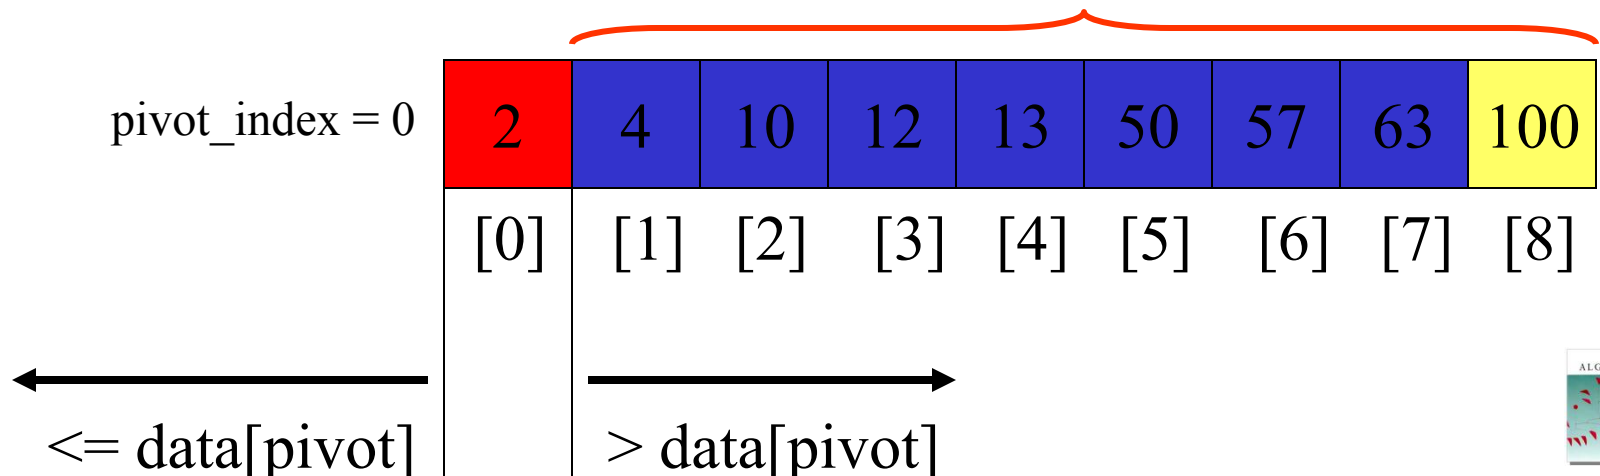 pivot_index = 0 2 4 10 12 13 50 57 63 100
[0] [1] [2] [3] [4] [5] [6] [7] [8]
<= data[pivot] > data[pivot]